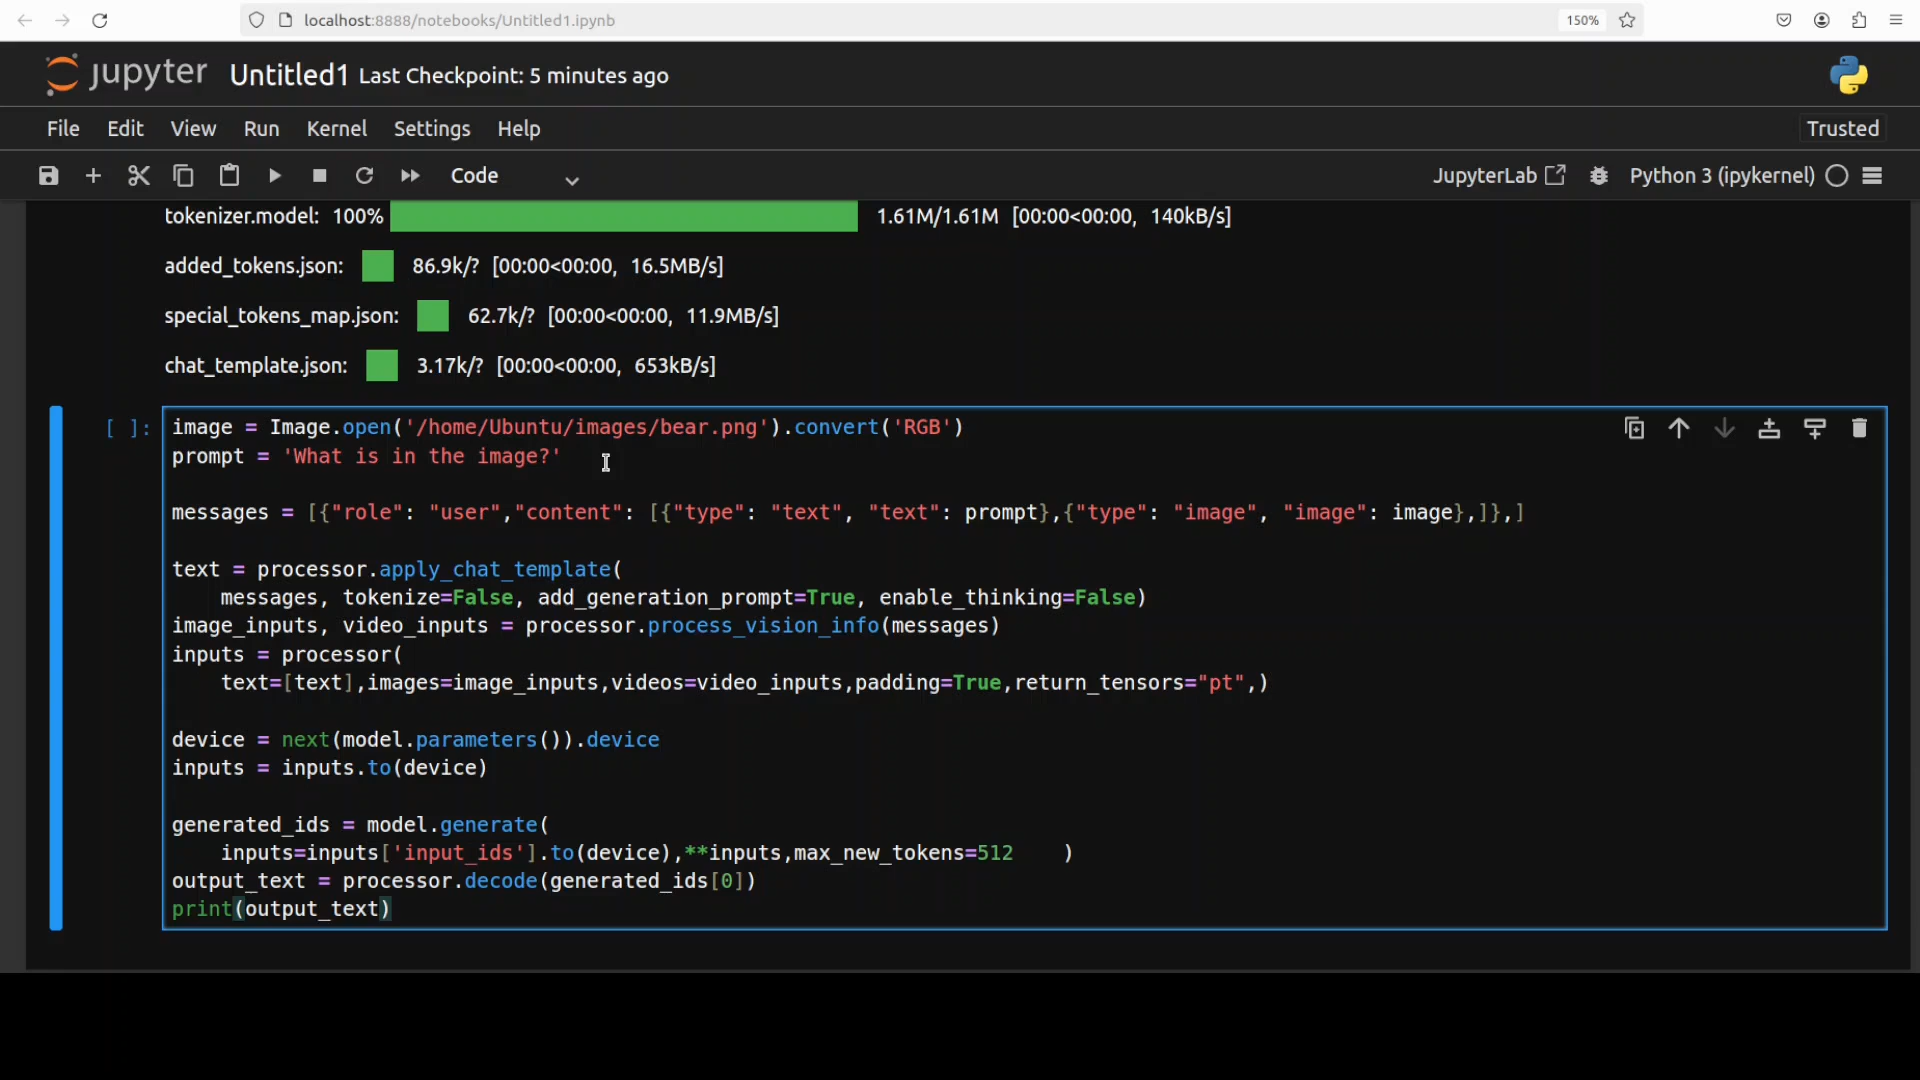 localhost:8888/notebooks/Untitled1.ipynb 150%
jupyter Untitled1 Last Checkpoint: 5 minutes ago
File Edit View Run Kernel Settings Help Trusted
Code JupyterLab Python 3 (ipykernel)
tokenizer.model: 100% 1.61M/1.61M [00:00<00:00, 140kB/s]
added_tokens.json: 86.9k/? [00:00<00:00, 16.5MB/s]
special_tokens_map.json: 62.7k/? [00:00<00:00, 11.9MB/s]
chat_template.json: 3.17k/? [00:00<00:00, 653kB/s]
[ ]: image = Image.open('/home/Ubuntu/images/bear.png').convert('RGB')
prompt = 'What is in the image?'
messages = [{"role": "user","content": [{"type": "text", "text": prompt},{"type": "image", "image": image},]},]
text = processor.apply_chat_template(
    messages, tokenize=False, add_generation_prompt=True, enable_thinking=False)
image_inputs, video_inputs = processor.process_vision_info(messages)
inputs = processor(
    text=[text],images=image_inputs,videos=video_inputs,padding=True,return_tensors="pt",)
device = next(model.parameters()).device
inputs = inputs.to(device)
generated_ids = model.generate(
    inputs=inputs['input_ids'].to(device),**inputs,max_new_tokens=512    )
output_text = processor.decode(generated_ids[0])
print(output_text)